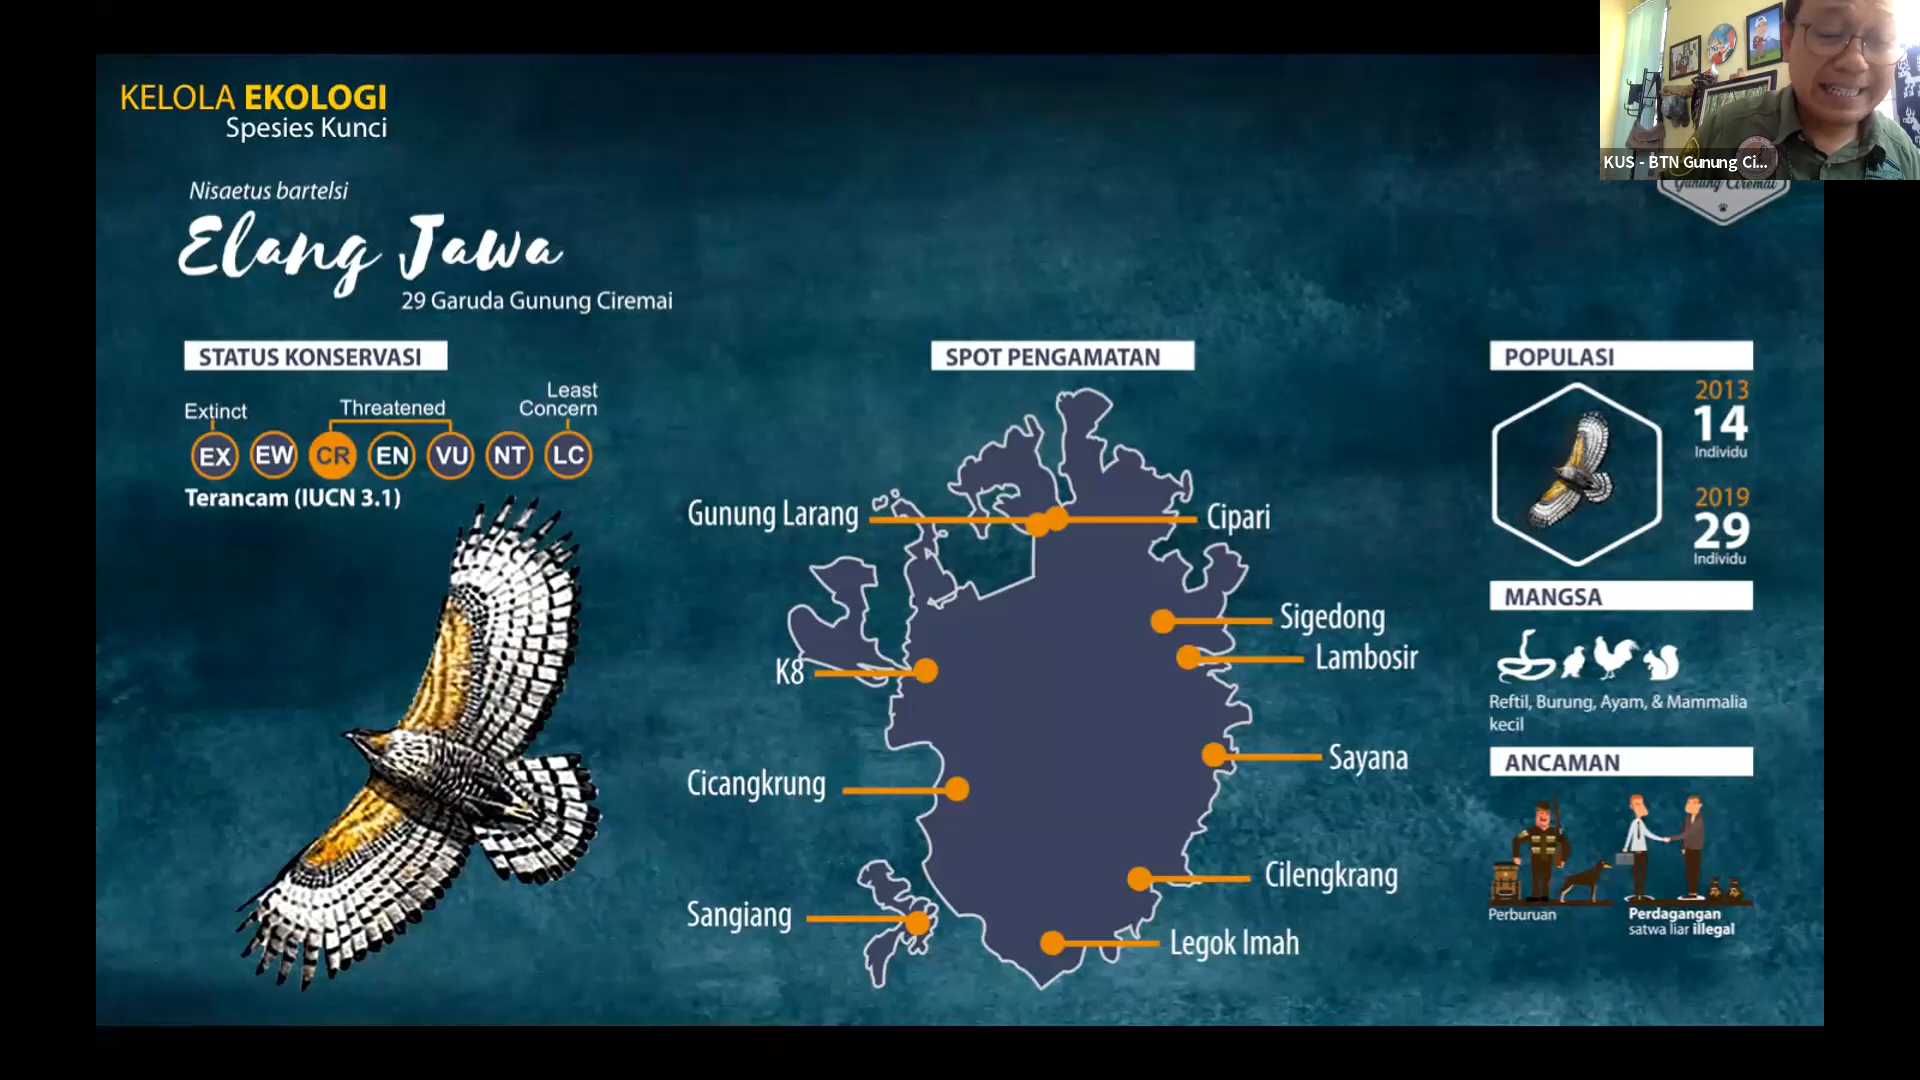 KELOLA EKOLOGI
Spesies Kunci
Nisaetus bartelsi
Elang Jawa
29 Garuda Gunung Ciremai
STATUS KONSERVASI
Extinct
Threatened
Least
Concern
EX EW CR EN VU NT LC
Terancam (IUCN 3.1)
SPOT PENGAMATAN
Gunung Larang
Cipari
Sigedong
Lambosir
K8
Sayana
Cicangkrung
Cilengkrang
Sangiang
Legok Imah
POPULASI
2013
14
Individu
2019
29
Individu
MANGSA
Reftil, Burung, Ayam, & Mammalia
kecil
ANCAMAN
Perburuan
Perdagangan
satwa liar illegal
KUS - BTN Gunung Ci...
Gunung Ciremai